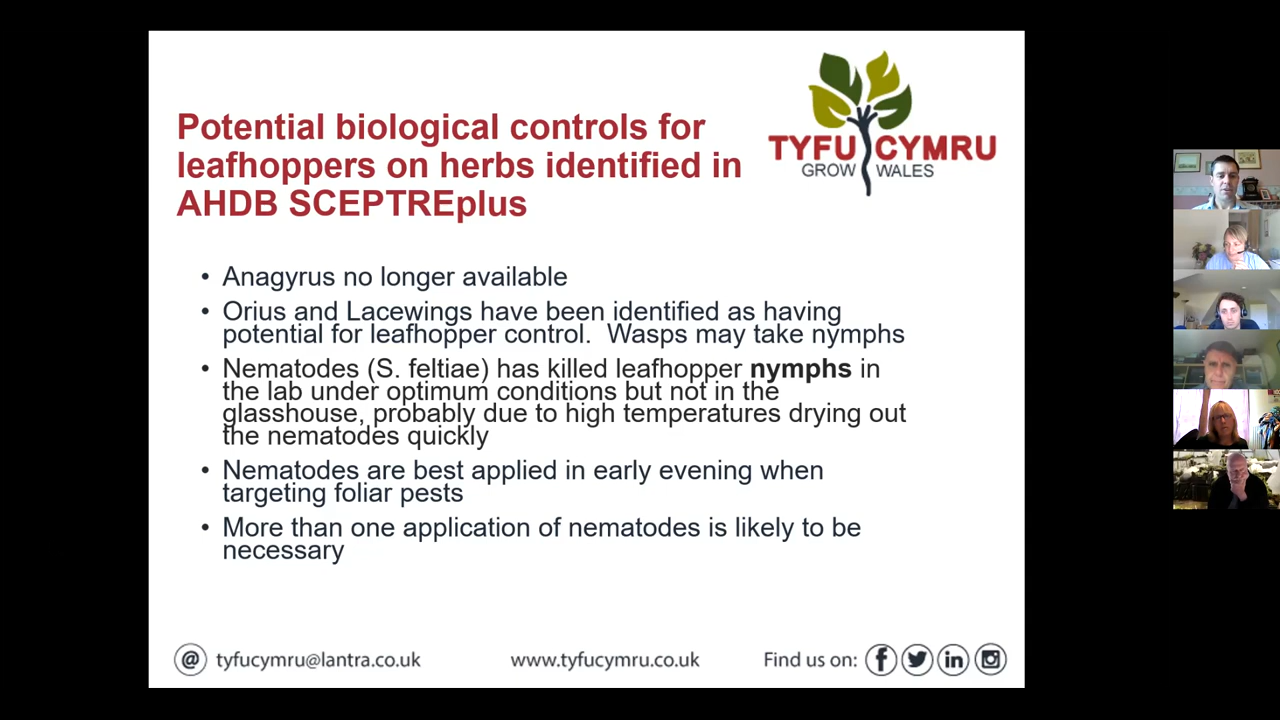 Potential biological controls for
leafhoppers on herbs identified in
AHDB SCEPTREplus
TYFU CYMRU
GROW WALES
• Anagyrus no longer available
• Orius and Lacewings have been identified as having
potential for leafhopper control.  Wasps may take nymphs
• Nematodes (S. feltiae) has killed leafhopper nymphs in
the lab under optimum conditions but not in the
glasshouse, probably due to high temperatures drying out
the nematodes quickly
• Nematodes are best applied in early evening when
targeting foliar pests
• More than one application of nematodes is likely to be
necessary
@ tyfucymru@lantra.co.uk www.tyfucymru.co.uk Find us on: f in